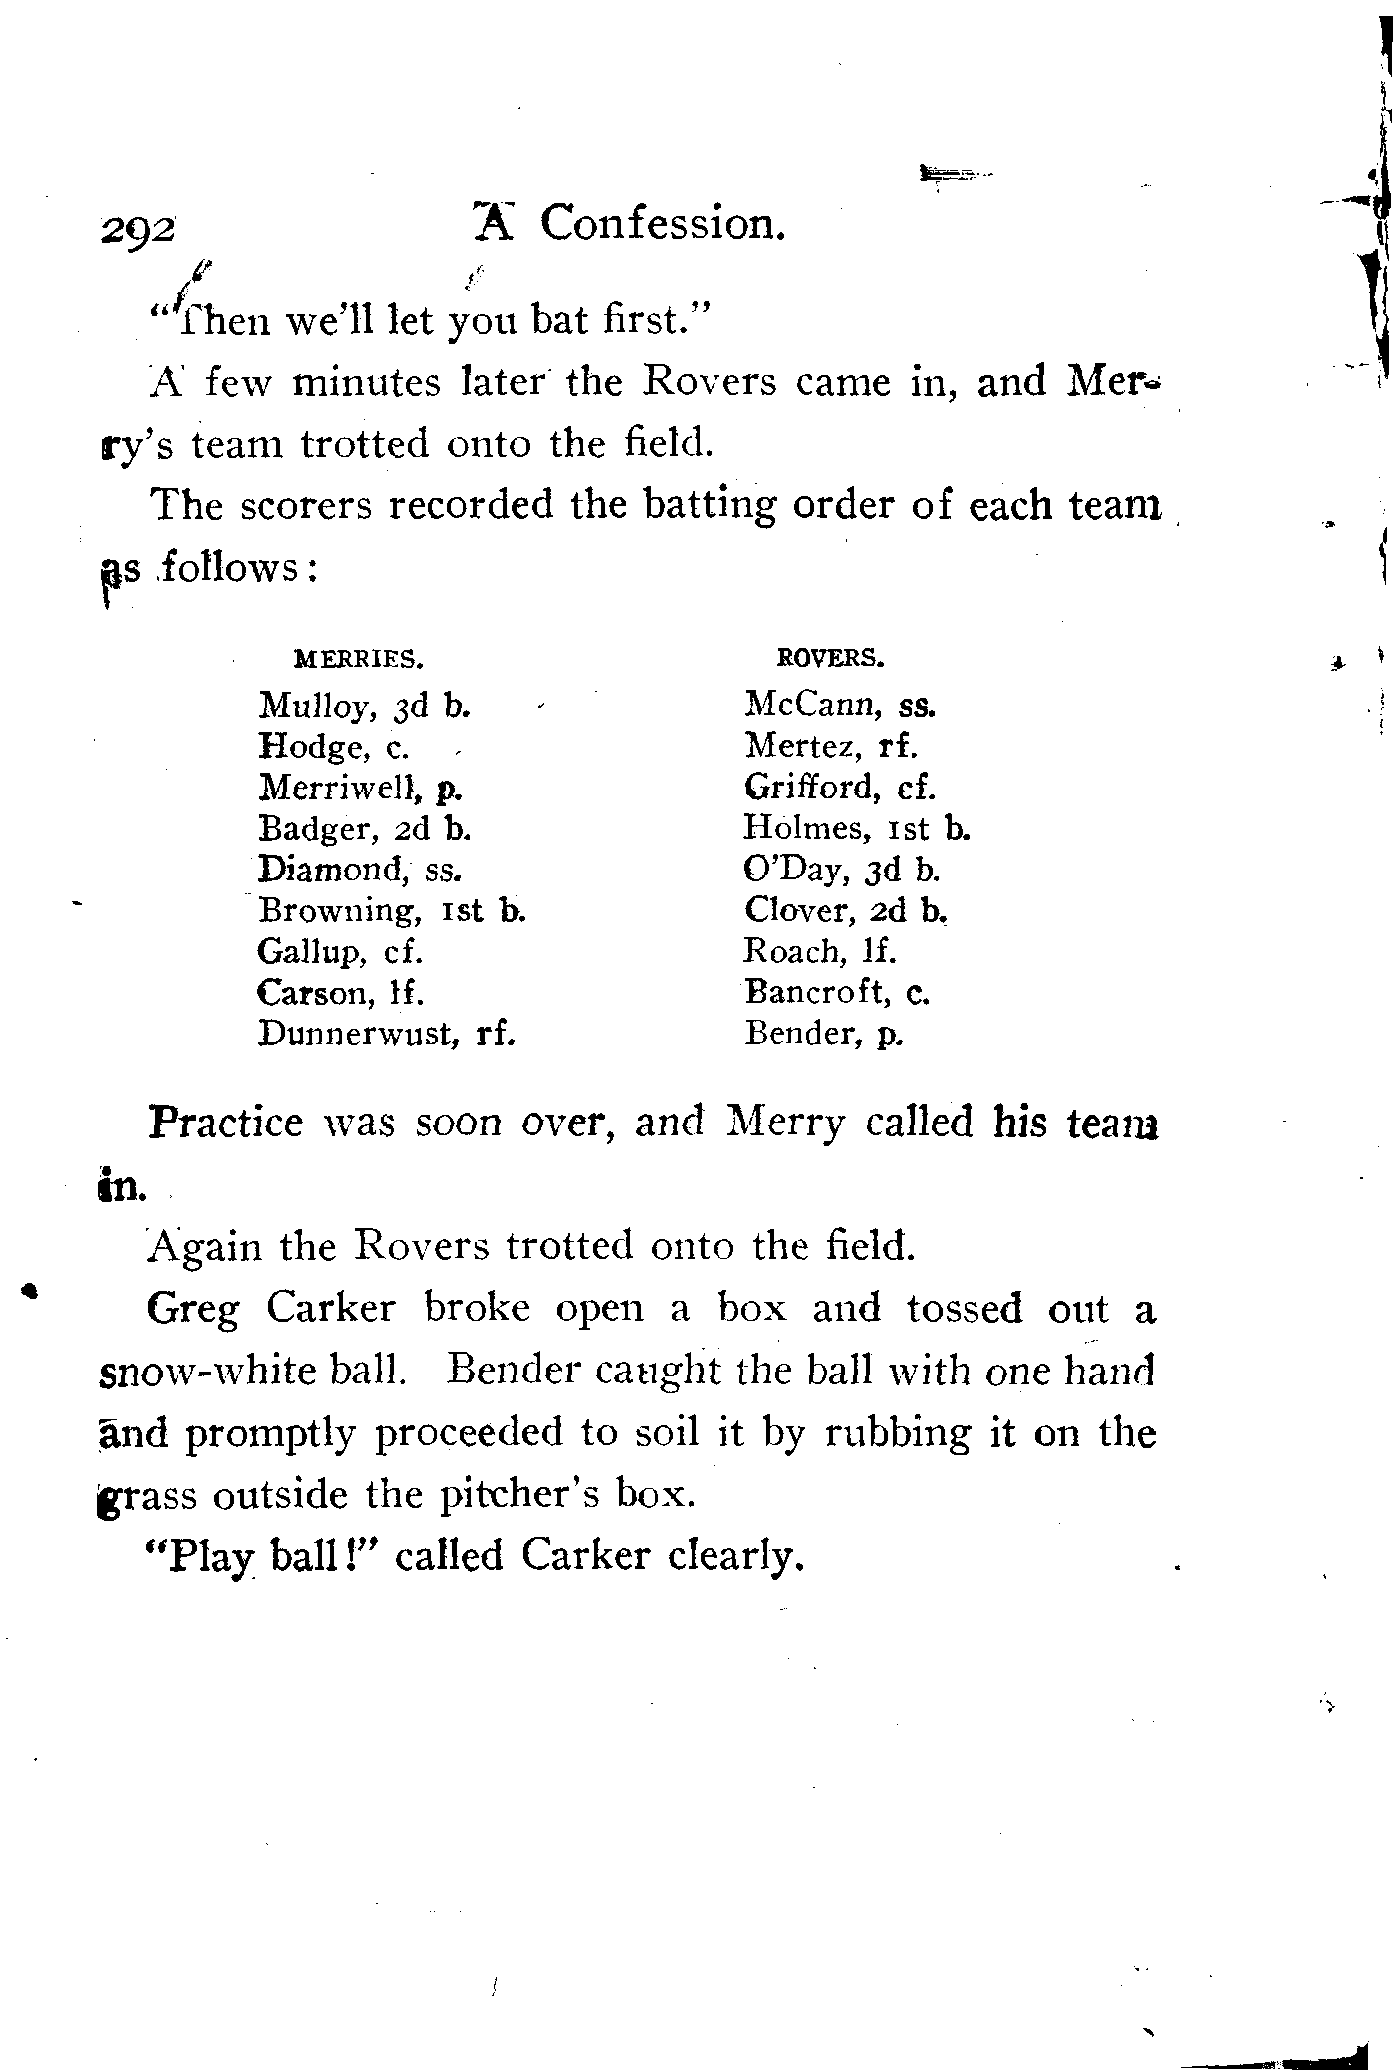 292 A Confession.
"Then we'll let you bat first."
A few minutes later the Rovers came in, and Mer-
ry's team trotted onto the field.
The scorers recorded the batting order of each team
as follows:
MERRIES. ROVERS.
Mulloy, 3d b. McCann, ss.
Hodge, c. Mertez, rf.
Merriwell, p. Grifford, cf.
Badger, 2d b. Holmes, 1st b.
Diamond, ss. O'Day, 3d b.
Browning, 1st b. Clover, 2d b.
Gallup, cf. Roach, lf.
Carson, lf. Bancroft, c.
Dunnerwust, rf. Bender, p.
Practice was soon over, and Merry called his team
in.
Again the Rovers trotted onto the field.
Greg Carker broke open a box and tossed out a
snow-white ball. Bender caught the ball with one hand
and promptly proceeded to soil it by rubbing it on the
grass outside the pitcher's box.
"Play ball!" called Carker clearly.